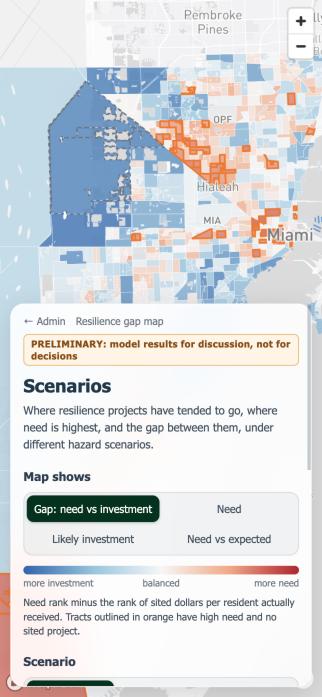 Pembroke
Pines
+
−
OPF
Hialeah
MIA
Miami
← Admin Resilience gap map
PRELIMINARY: model results for discussion, not for
decisions
Scenarios
Where resilience projects have tended to go, where
need is highest, and the gap between them, under
different hazard scenarios.
Map shows
Gap: need vs investment Need
Likely investment Need vs expected
more investment balanced more need
Need rank minus the rank of sited dollars per resident actually
received. Tracts outlined in orange have high need and no
sited project.
Scenario